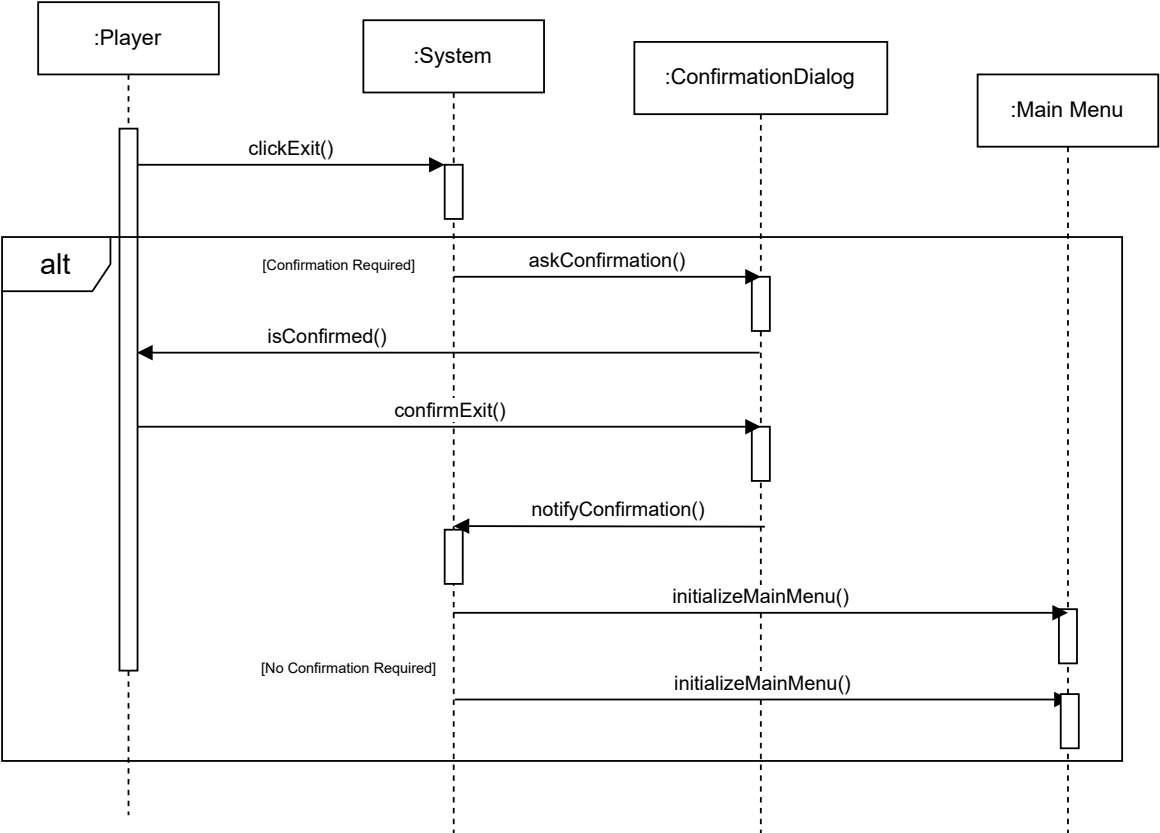 :Player
:System
:ConfirmationDialog
:Main Menu
clickExit()
alt
[Confirmation Required]
askConfirmation()
isConfirmed()
confirmExit()
notifyConfirmation()
initializeMainMenu()
[No Confirmation Required]
initializeMainMenu()